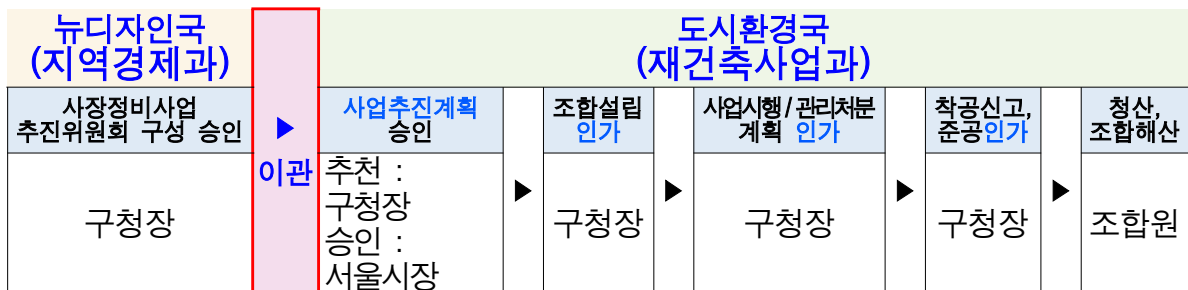 뉴디자인국
(지역경제과)
도시환경국
(재건축사업과)
사장정비사업
추진위원회 구성 승인
▶
이관
사업추진계획
승인
조합설립
인가
사업시행/관리처분
계획 인가
착공신고,
준공인가
청산,
조합해산
구청장
추천 :
구청장
승인 :
서울시장
▶
구청장
▶
구청장
▶
구청장
▶
조합원